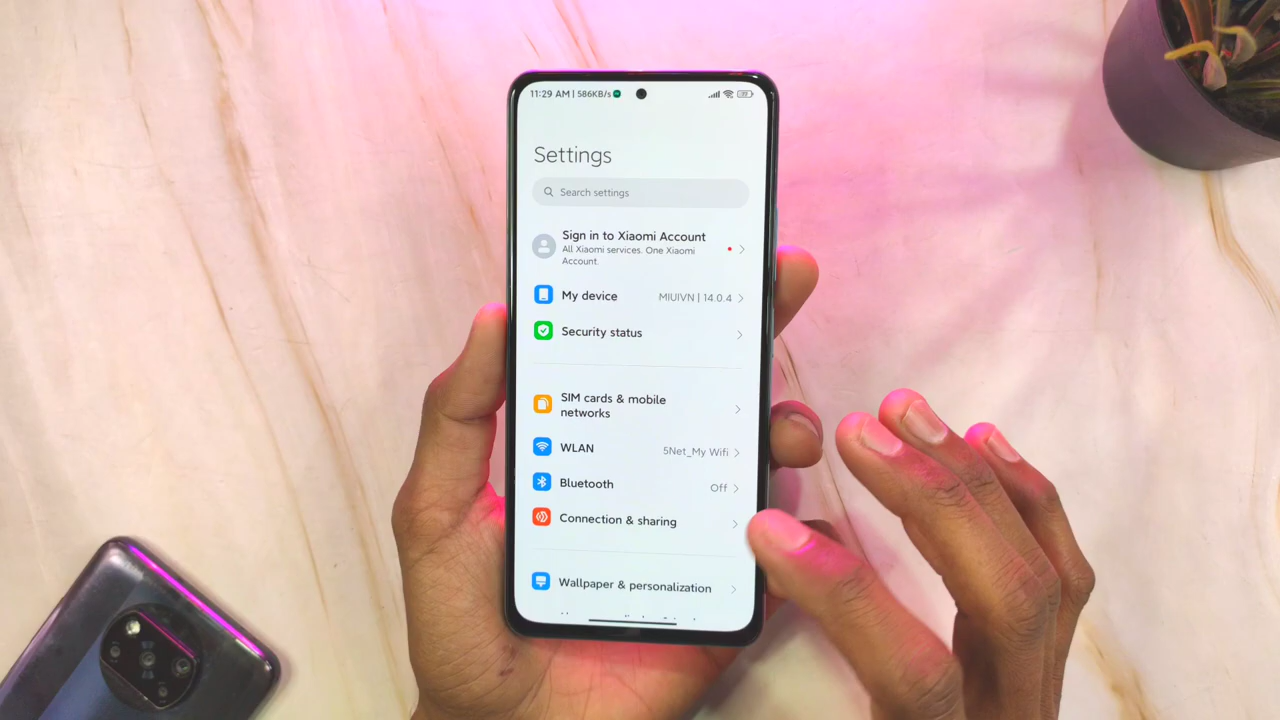 11:29 AM | 586KB/s
Settings
Search settings
Sign in to Xiaomi Account
All Xiaomi services. One Xiaomi
Account.
My device MIUIVN | 14.0.4
Security status
SIM cards & mobile
networks
WLAN 5Net_My Wifi
Bluetooth Off
Connection & sharing
Wallpaper & personalization